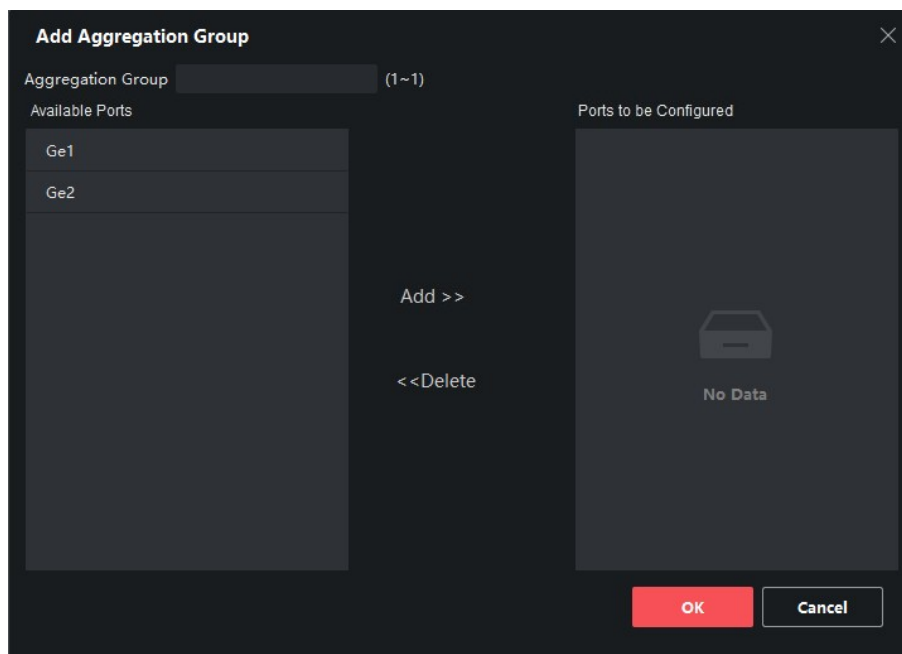 Add Aggregation Group
Aggregation Group (1~1)
Available Ports
Ports to be Configured
Ge1
Ge2
Add >>
<<Delete
No Data
OK
Cancel